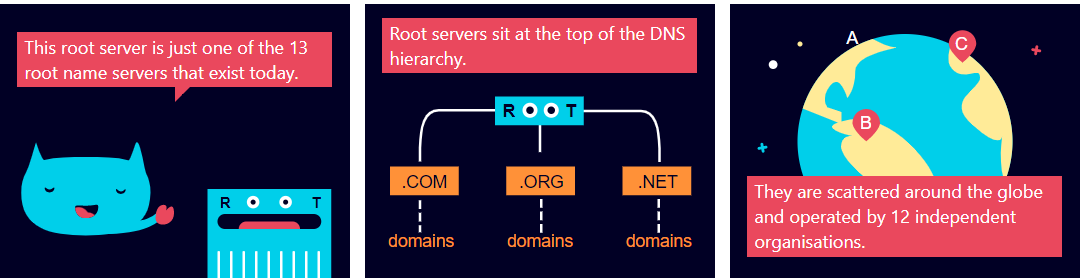 This root server is just one of the 13
root name servers that exist today.
R T
Root servers sit at the top of the DNS
hierarchy.
R T
.COM .ORG .NET
domains domains domains
A
C
B
They are scattered around the globe
and operated by 12 independent
organisations.